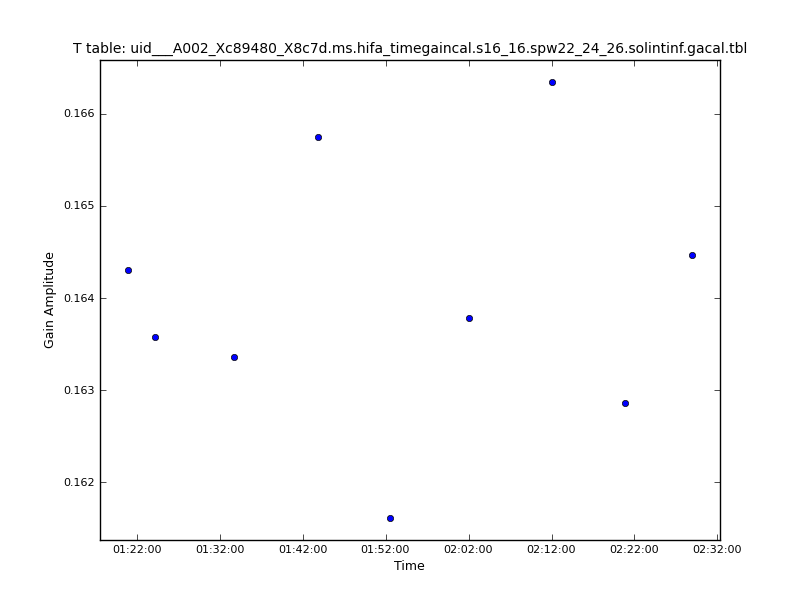 T table: uid___A002_Xc89480_X8c7d.ms.hifa_timegaincal.s16_16.spw22_24_26.solintinf.gacal.tbl
0.166
0.165
0.164
0.163
0.162
Gain Amplitude
01:22:00 01:32:00 01:42:00 01:52:00 02:02:00 02:12:00 02:22:00 02:32:00
Time